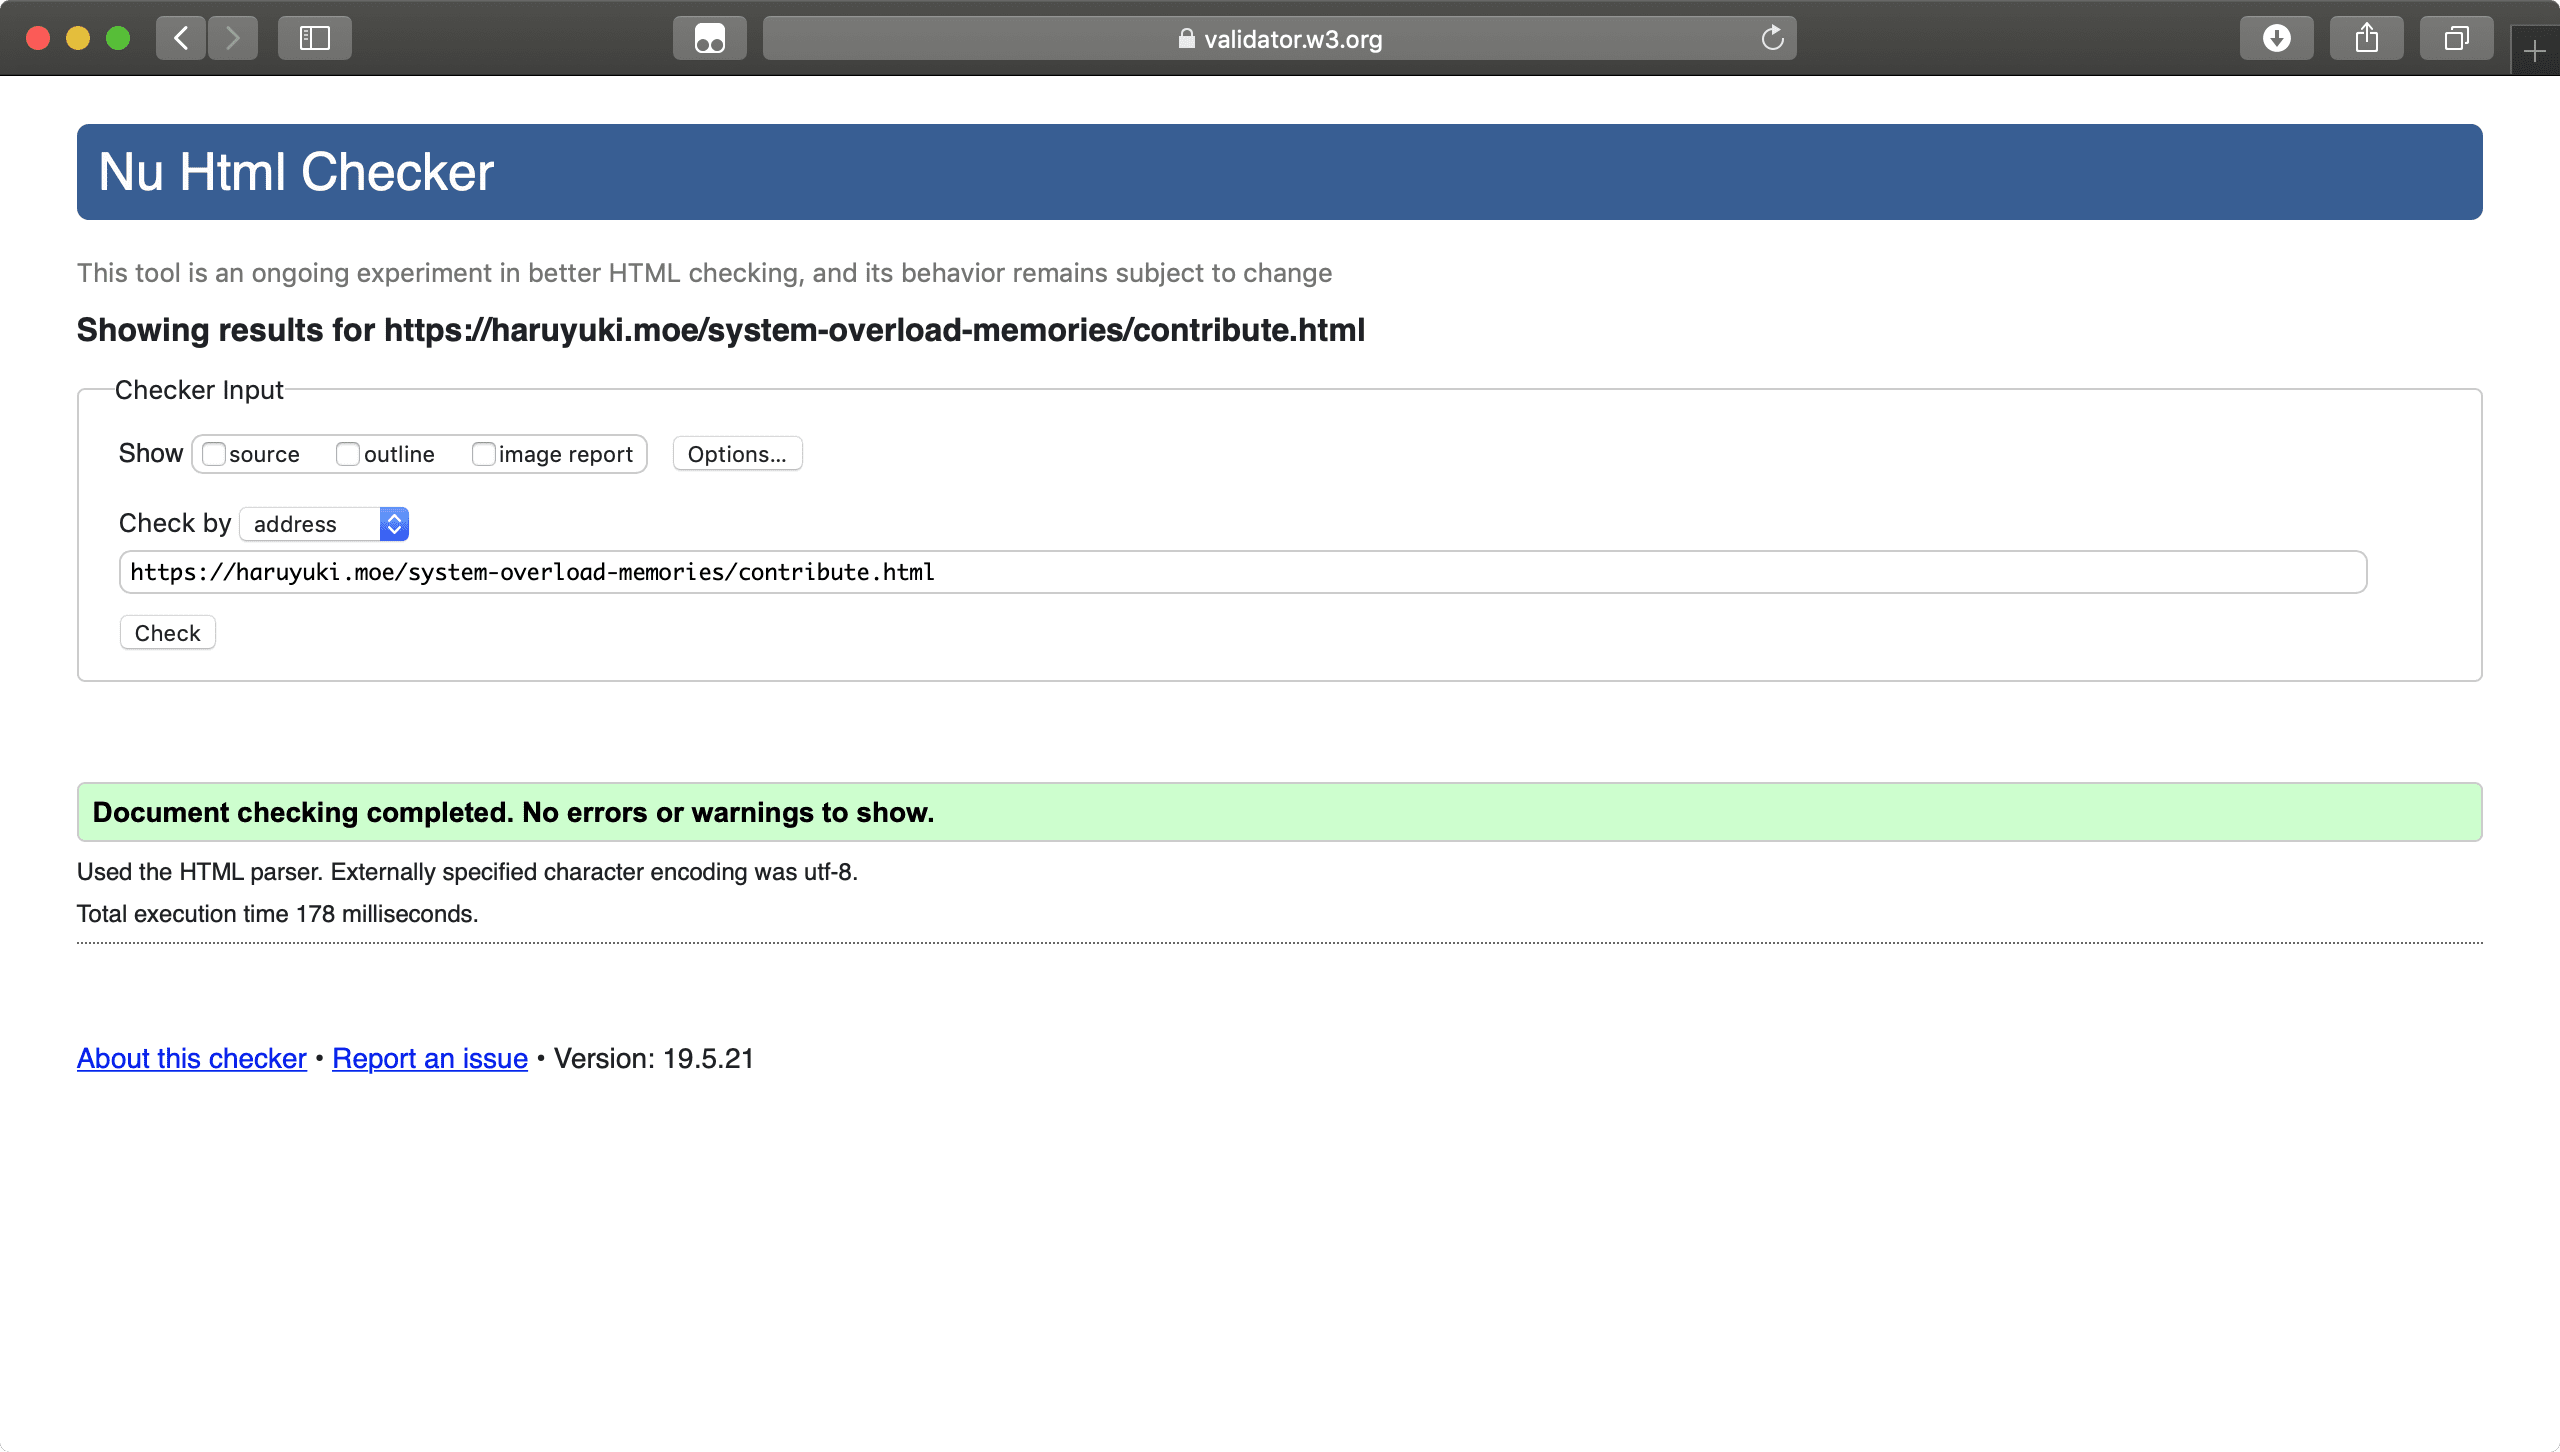 validator.w3.org
Nu Html Checker
This tool is an ongoing experiment in better HTML checking, and its behavior remains subject to change
Showing results for https://haruyuki.moe/system-overload-memories/contribute.html
Checker Input
Show source outline image report Options...
Check by address
https://haruyuki.moe/system-overload-memories/contribute.html
Check
Document checking completed. No errors or warnings to show.
Used the HTML parser. Externally specified character encoding was utf-8.
Total execution time 178 milliseconds.
About this checker • Report an issue • Version: 19.5.21